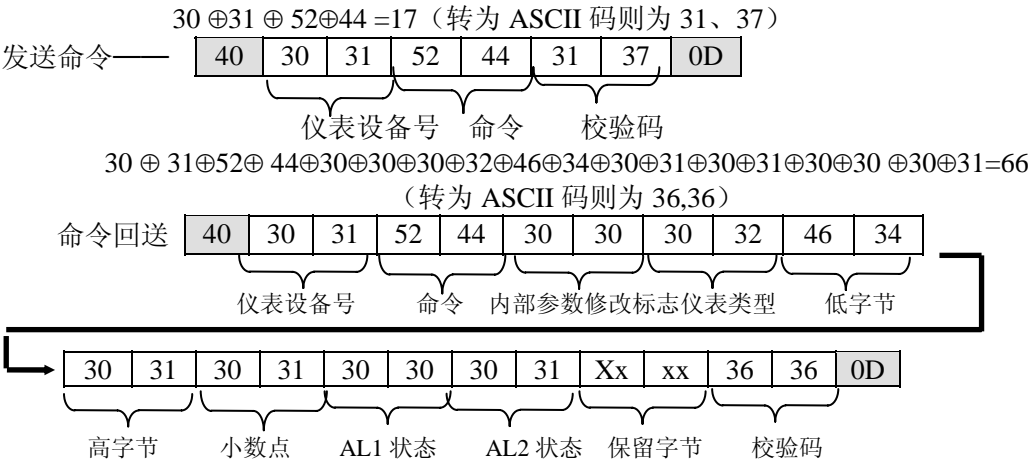 30 ⊕31 ⊕ 52⊕44 =17（转为 ASCII 码则为 31、37）
发送命令—— 40 30 31 52 44 31 37 0D
仪表设备号 命令 校验码
30 ⊕ 31⊕52⊕ 44⊕30⊕30⊕30⊕32⊕46⊕34⊕30⊕31⊕30⊕31⊕30⊕30 ⊕30⊕31=66
（转为 ASCII 码则为 36,36）
命令回送 40 30 31 52 44 30 30 30 32 46 34
仪表设备号 命令 内部参数修改标志 仪表类型 低字节
30 31 30 31 30 30 30 31 Xx xx 36 36 0D
高字节 小数点 AL1 状态 AL2 状态 保留字节 校验码